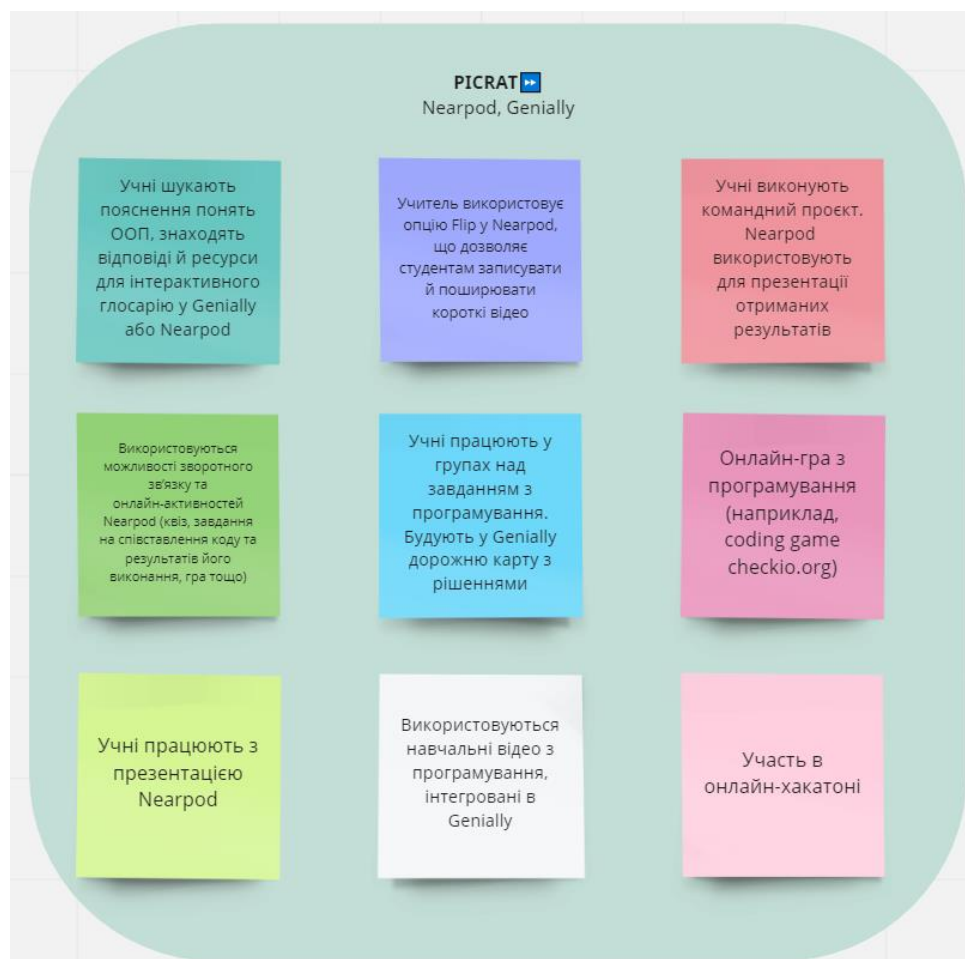 PICRAT⏩
Nearpod, Genially
Учні шукають
пояснення понять
ООП, знаходять
відповіді й ресурси
для інтерактивного
глосарію у Genially
або Nearpod
Учитель використовує
опцію Flip у Nearpod,
що дозволяє
студентам записувати
й поширювати
короткі відео
Учні виконують
командний проєкт.
Nearpod
використовують
для презентації
отриманих
результатів
Використовуються
можливості зворотного
зв'язку та
онлайн-активностей
Nearpod (квіз, завдання
на співставлення коду та
результатів його
виконання, гра тощо)
Учні працюють у
групах над
завданням з
програмування.
Будують у Genially
дорожню карту з
рішеннями
Онлайн-гра з
програмування
(наприклад,
coding game
checkio.org)
Учні працюють з
презентацією
Nearpod
Використовуються
навчальні відео з
програмування,
інтегровані в
Genially
Участь в
онлайн-хакатоні